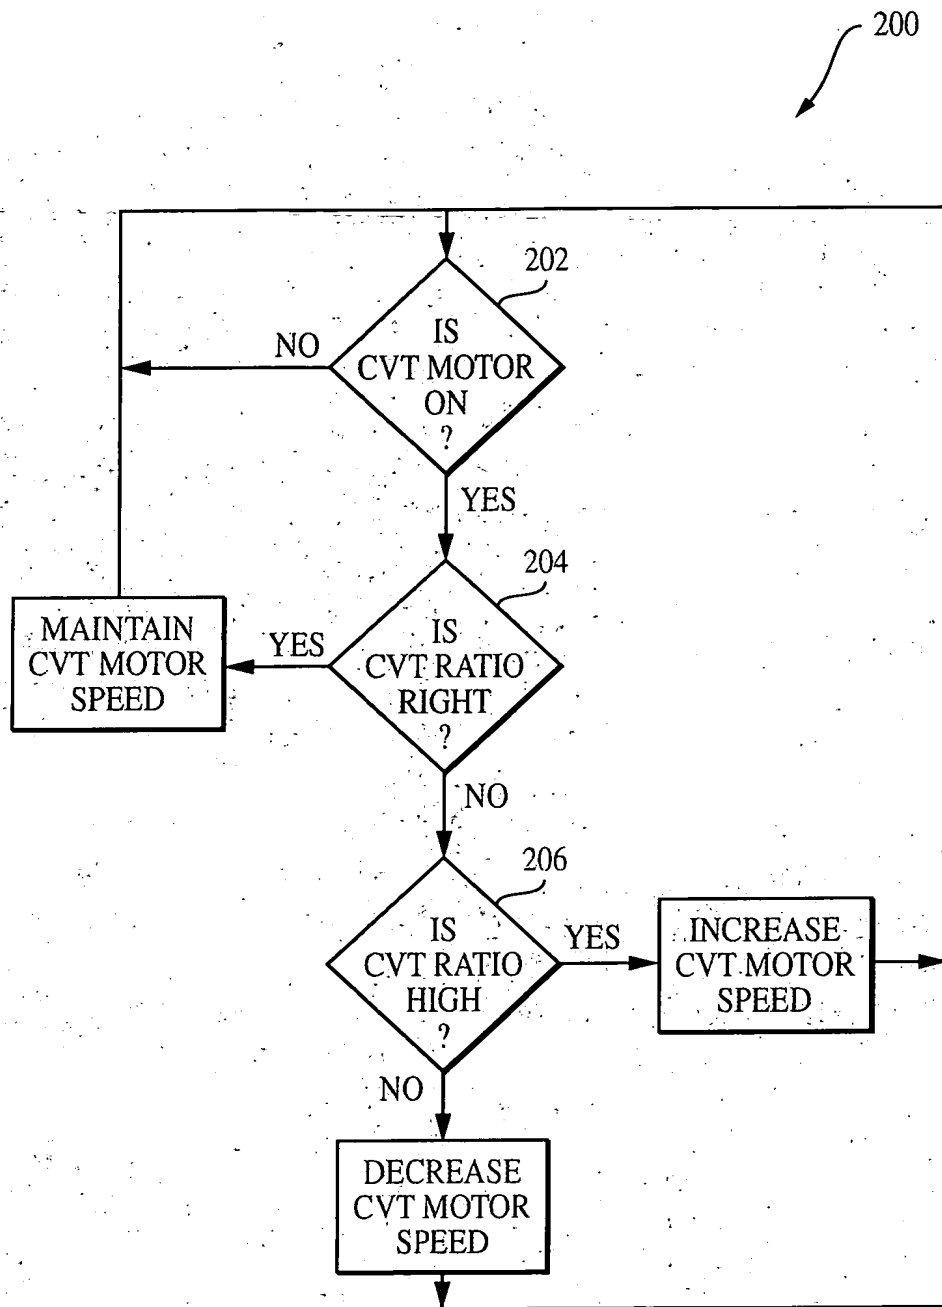 200
202
IS
CVT MOTOR
ON
?
NO
YES
204
IS
CVT RATIO
RIGHT
?
YES
MAINTAIN
CVT MOTOR
SPEED
NO
206
IS
CVT RATIO
HIGH
?
YES
INCREASE
CVT MOTOR
SPEED
NO
DECREASE
CVT MOTOR
SPEED